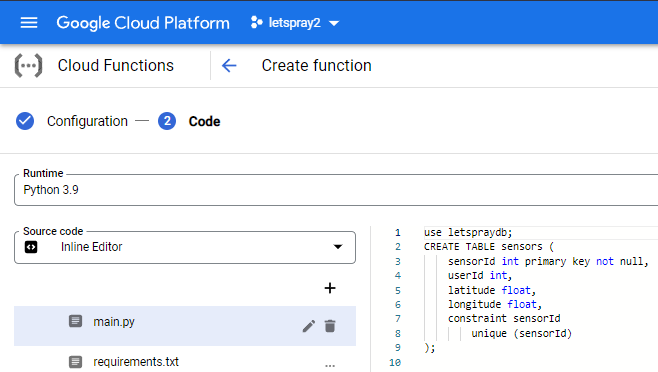 Google Cloud Platform letspray2
Cloud Functions Create function
Configuration — 2 Code
Runtime
Python 3.9
Source code
Inline Editor
main.py
requirements.txt ...
1 use letspraydb;
2 CREATE TABLE sensors (
3 sensorId int primary key not null,
4 userId int,
5 latitude float,
6 longitude float,
7 constraint sensorId
8 unique (sensorId)
9 );
10